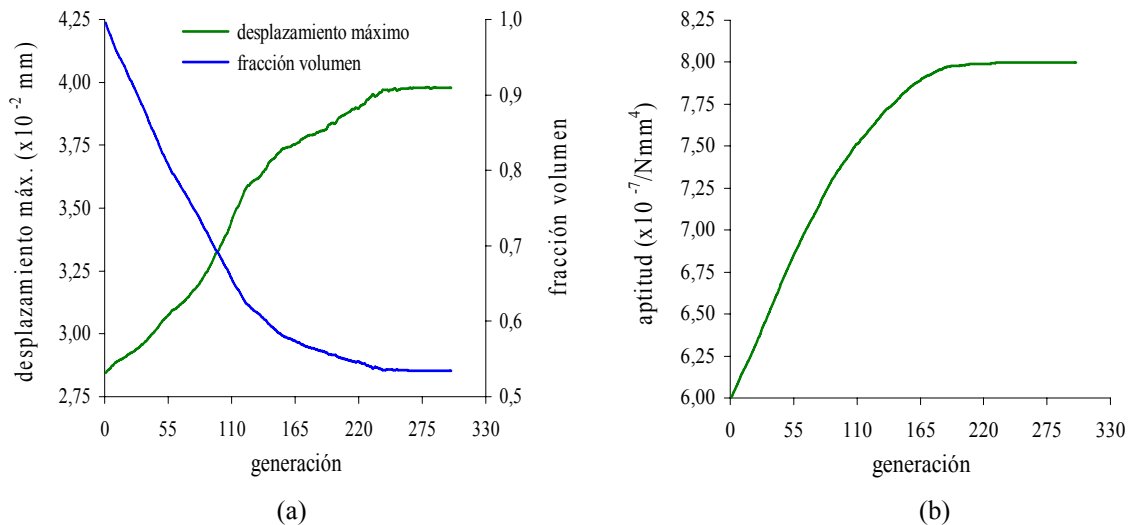 desplazamiento máx. (x10 -2 mm)
4,25
4,00
3,75
3,50
3,25
3,00
2,75
desplazamiento máximo
fracción volumen
1,0
0,9
0,8
0,7
0,6
0,5
fracción volumen
0 55 110 165 220 275 330
generación
(a)
aptitud (x10 -7/Nmm4)
8,25
8,00
7,75
7,50
7,25
7,00
6,75
6,50
6,25
6,00
0 55 110 165 220 275 330
generación
(b)